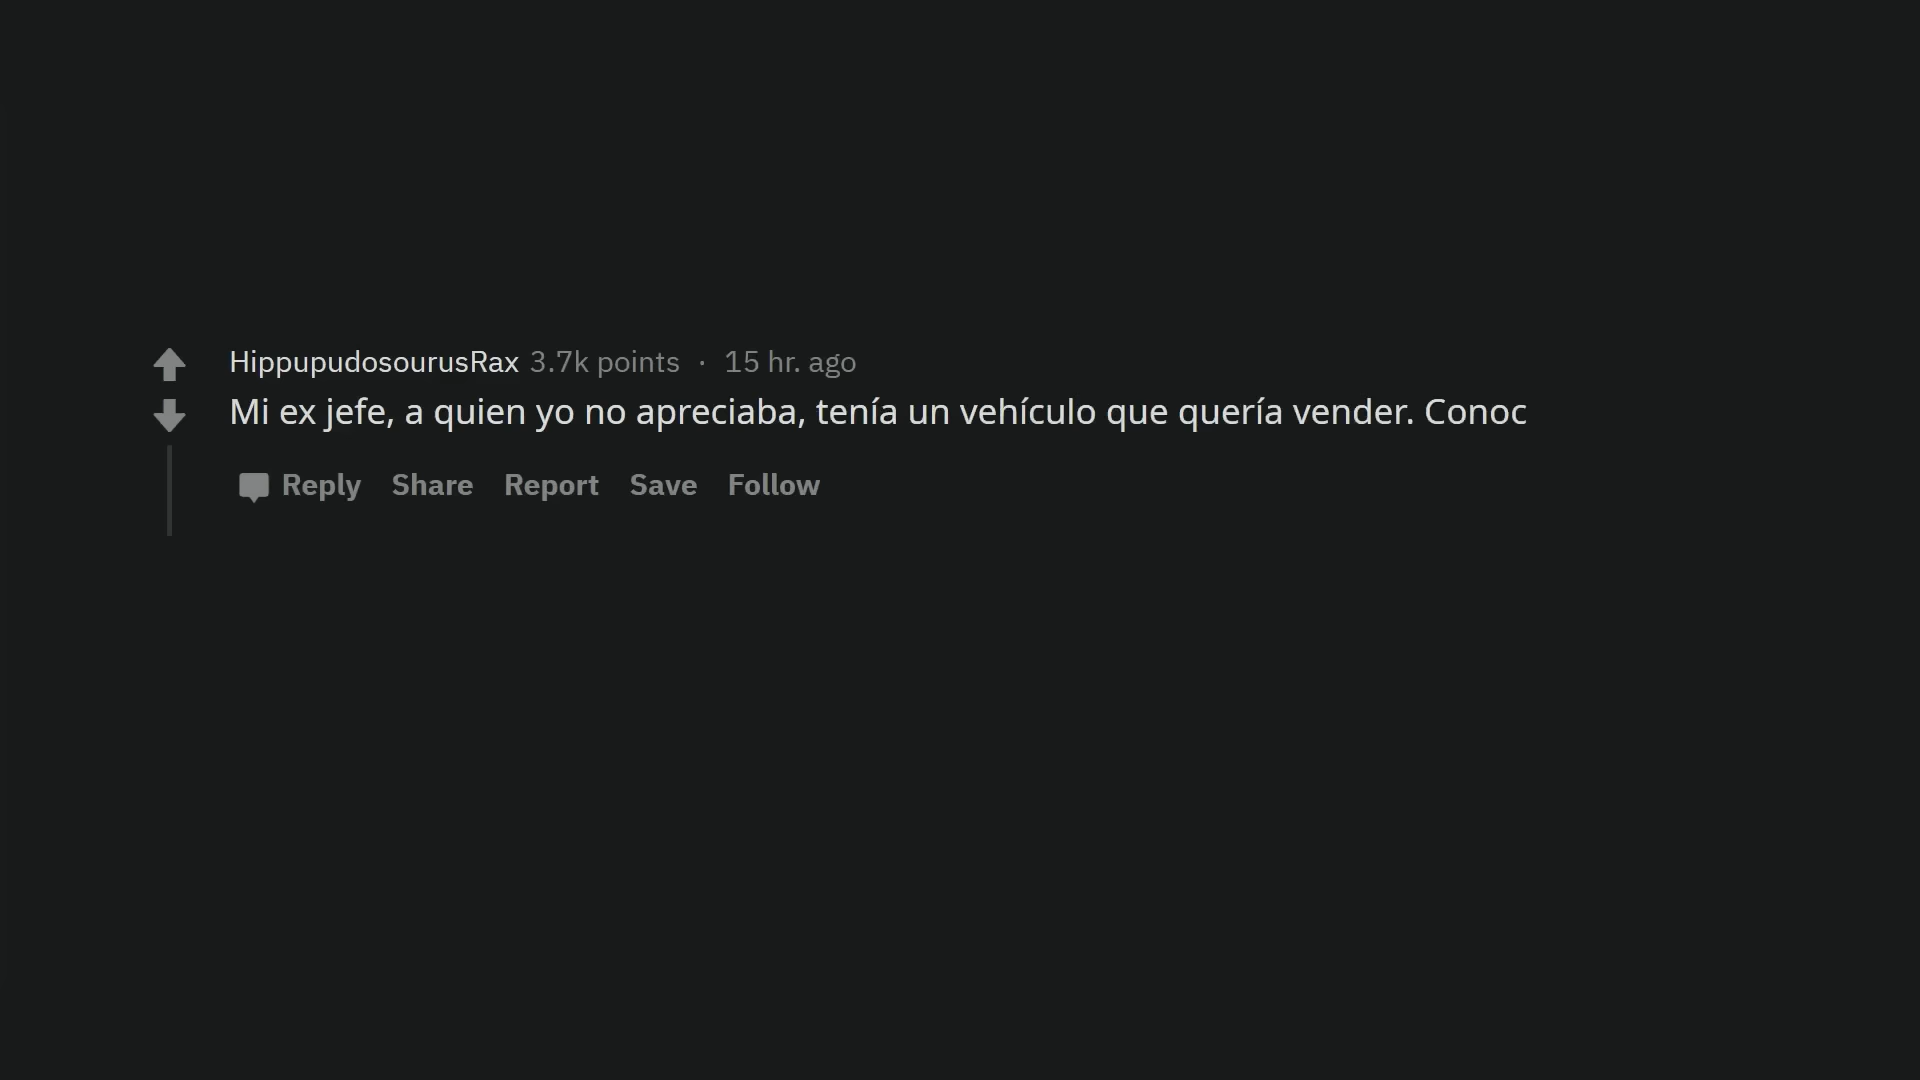 HippupudosourusRax 3.7k points · 15 hr. ago
Mi ex jefe, a quien yo no apreciaba, tenía un vehículo que quería vender. Conoc
Reply Share Report Save Follow